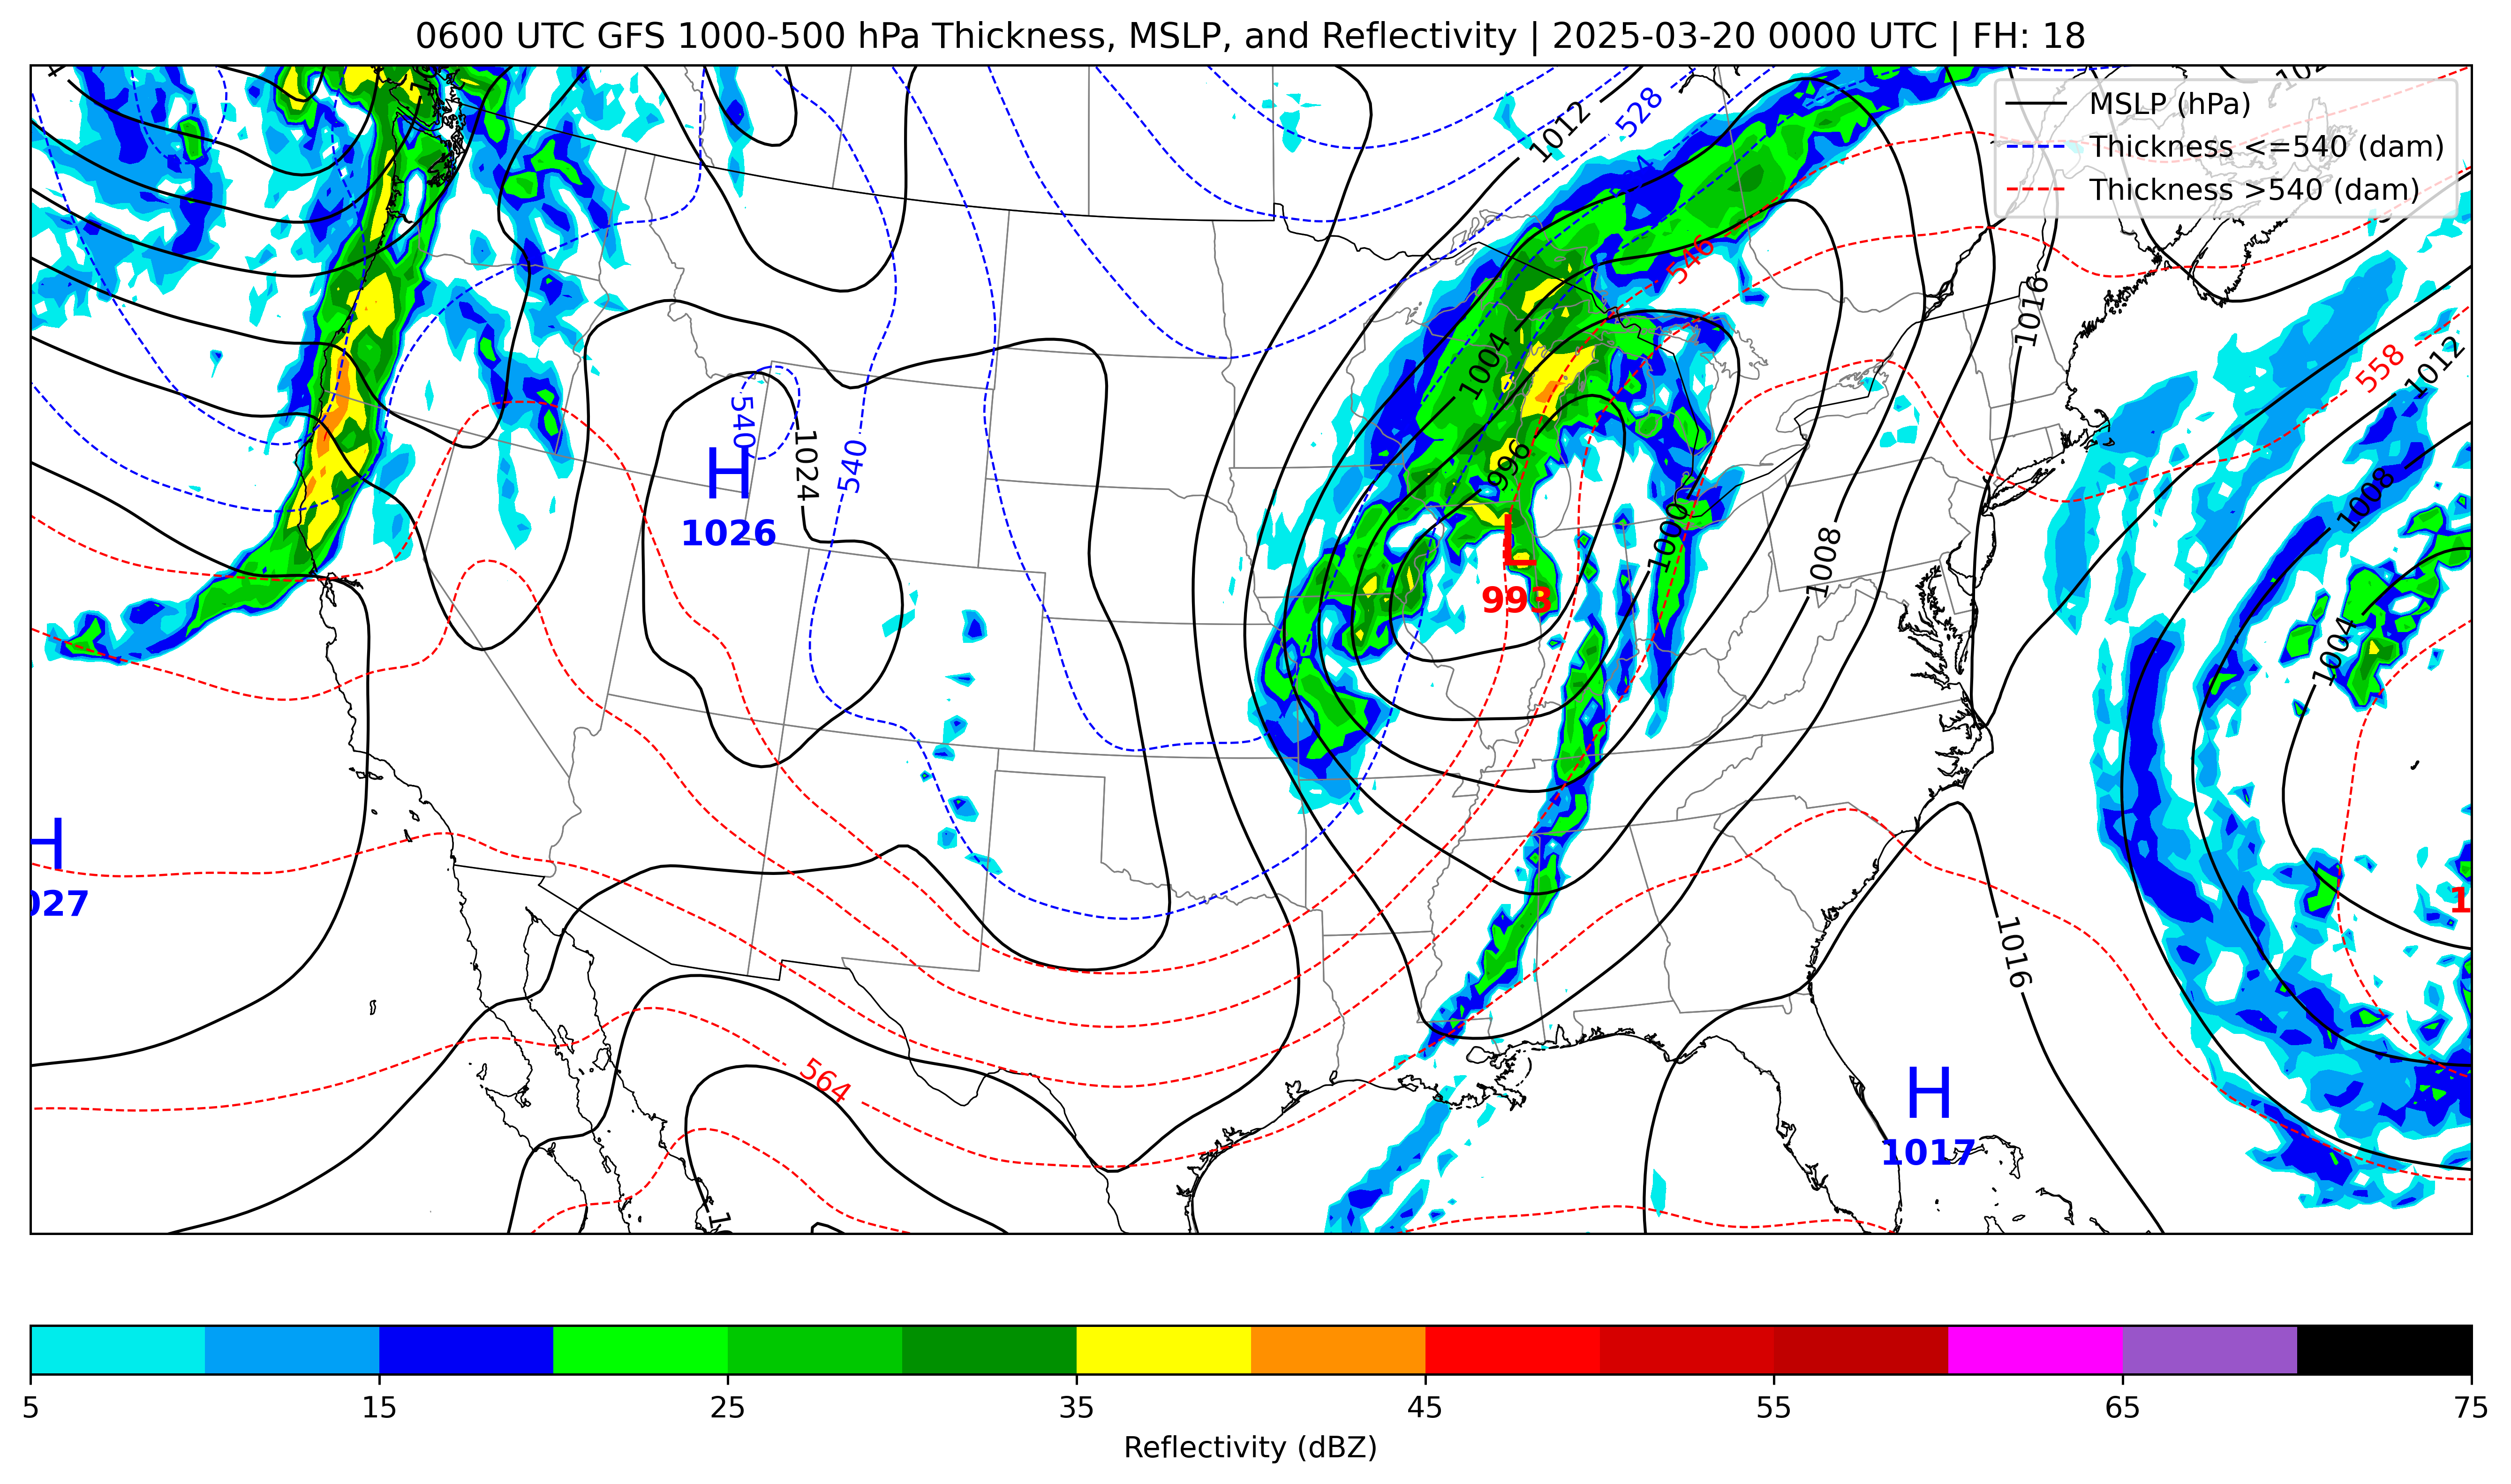 0600 UTC GFS 1000-500 hPa Thickness, MSLP, and Reflectivity | 2025-03-20 0000 UTC | FH: 18
MSLP (hPa)
Thickness <=540 (dam)
Thickness >540 (dam)
1012
528
546
1016
1004
558
1012
540
1024
540
H
1026
996
1008
1000
L
993
1008
1004
H
027
1016
564
H
1017
5 15 25 35 45 55 65 75
Reflectivity (dBZ)